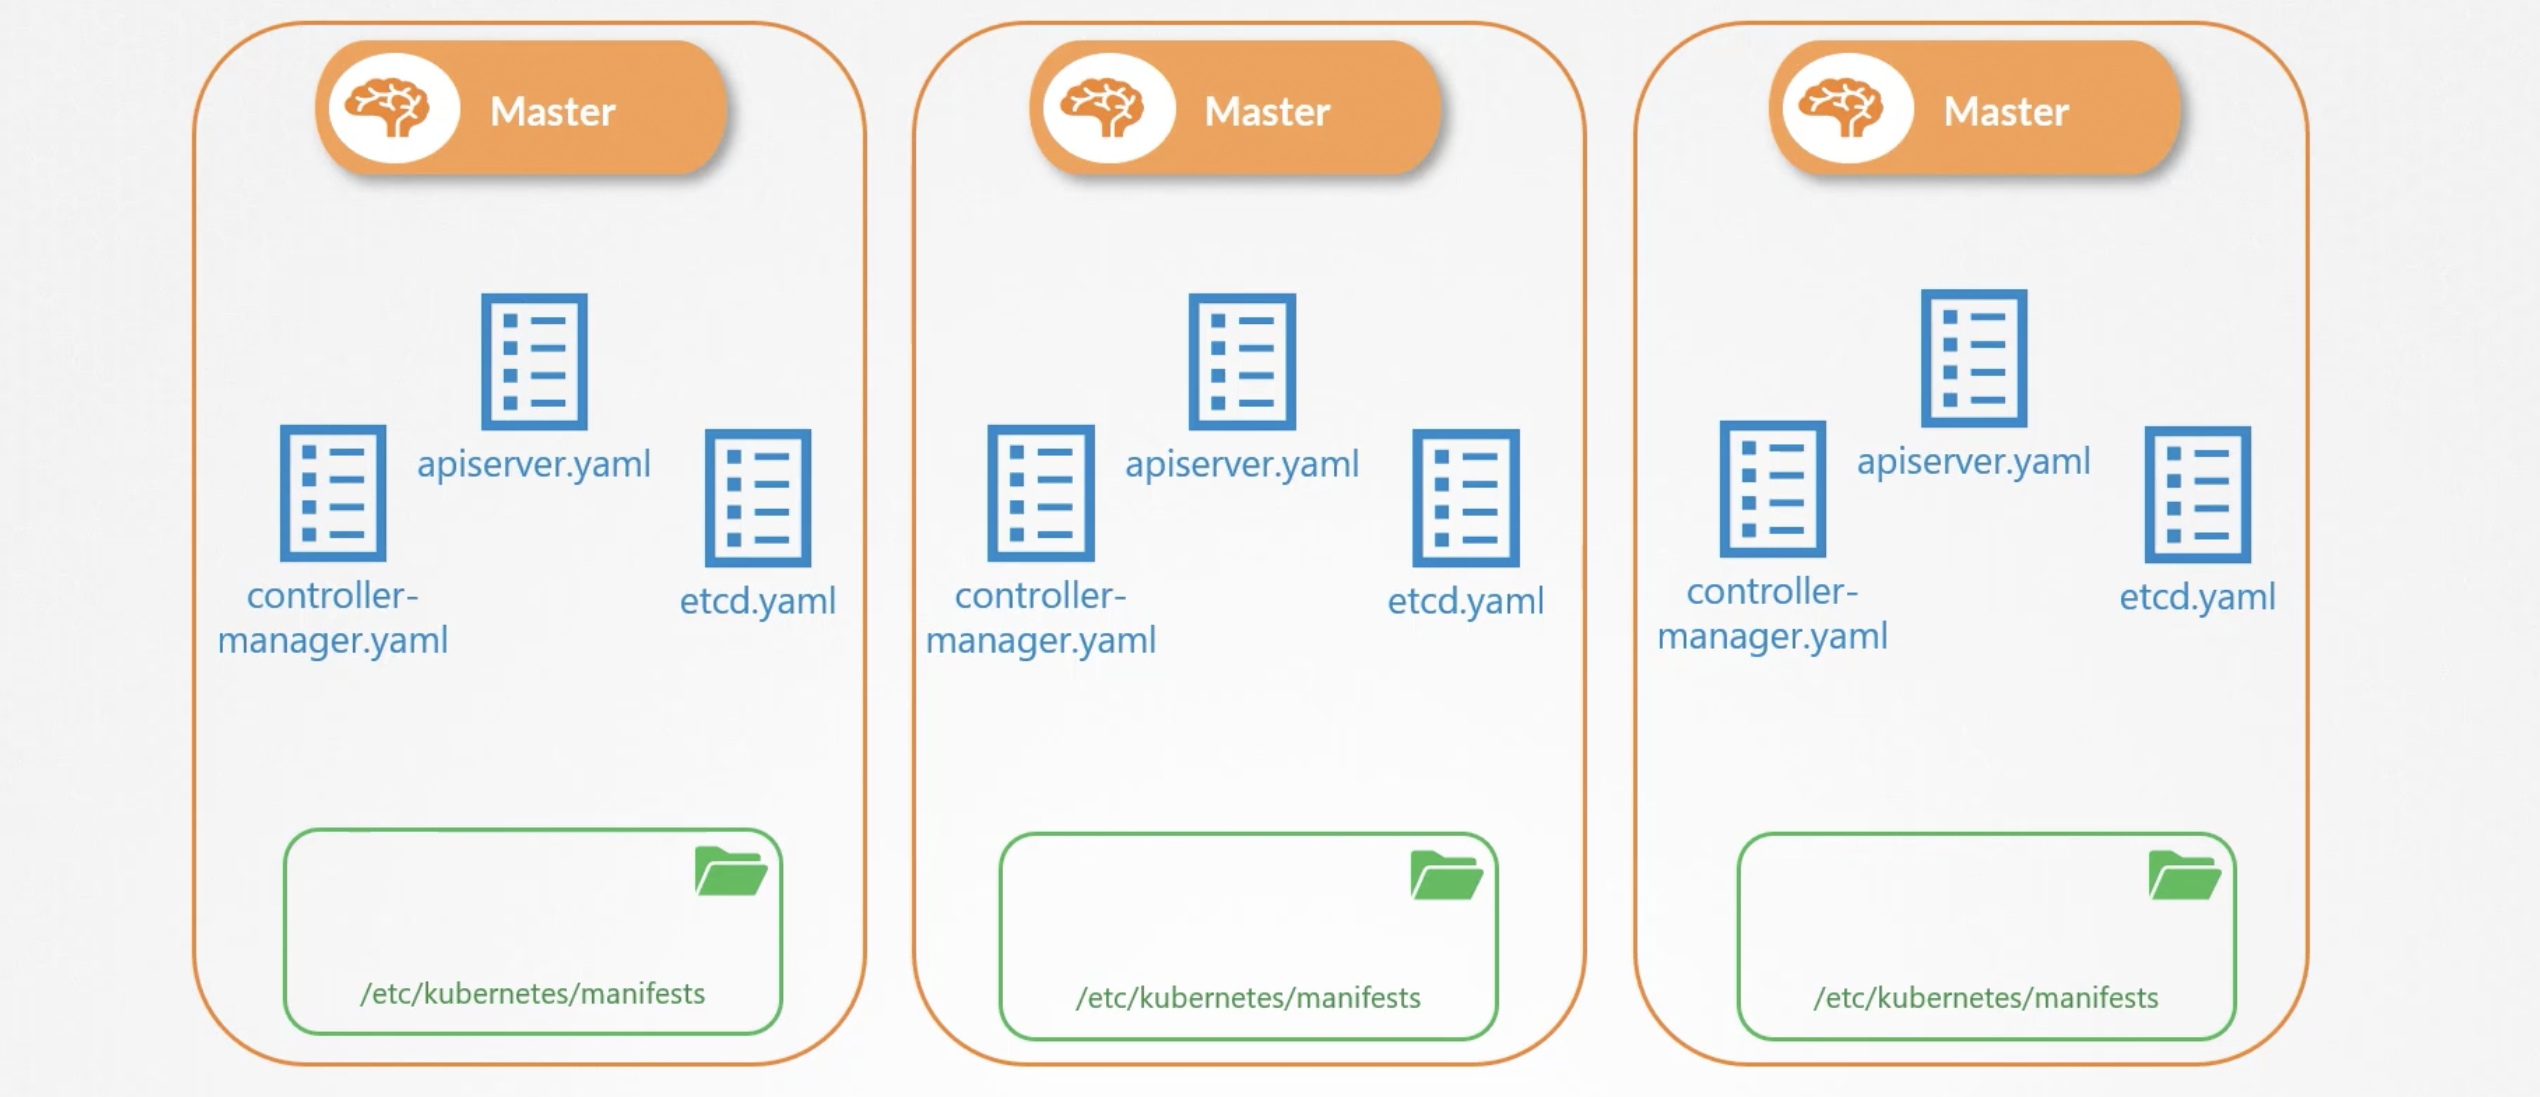 Master
apiserver.yaml
controller-
manager.yaml
etcd.yaml
/etc/kubernetes/manifests
Master
apiserver.yaml
controller-
manager.yaml
etcd.yaml
/etc/kubernetes/manifests
Master
apiserver.yaml
controller-
manager.yaml
etcd.yaml
/etc/kubernetes/manifests